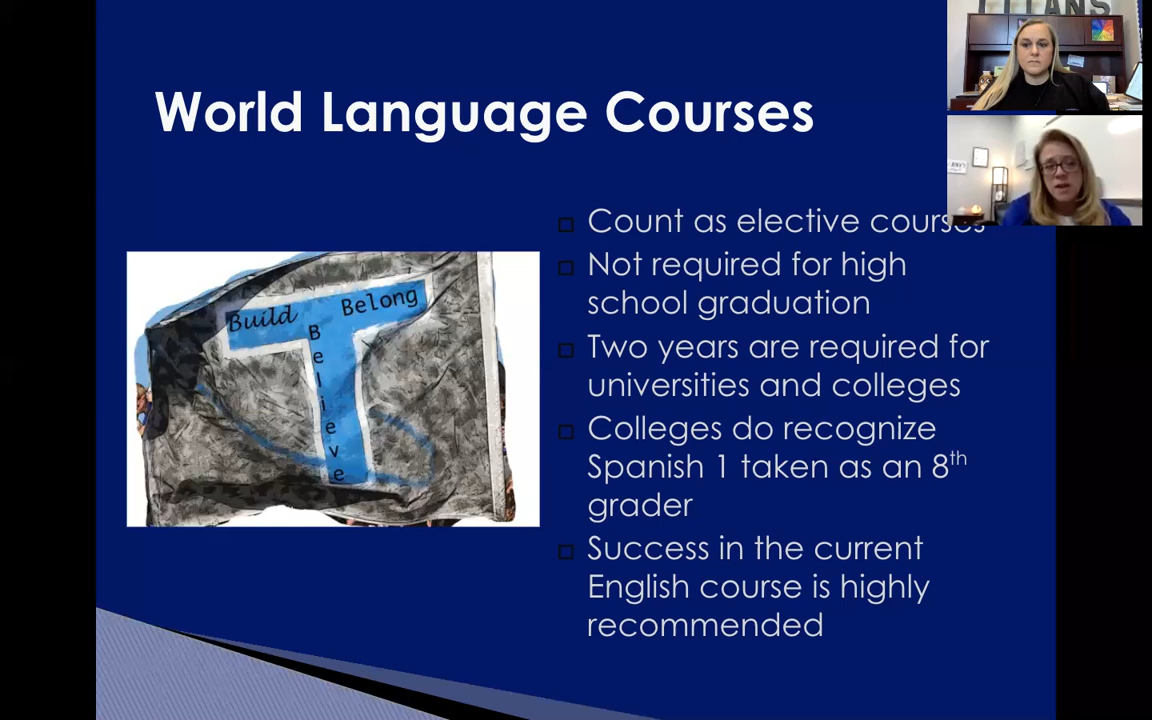 TITANS
World Language Courses
Count as elective courses
Not required for high
school graduation
Two years are required for
universities and colleges
Colleges do recognize
Spanish 1 taken as an 8th
grader
Success in the current
English course is highly
recommended
Build Belong
Believe